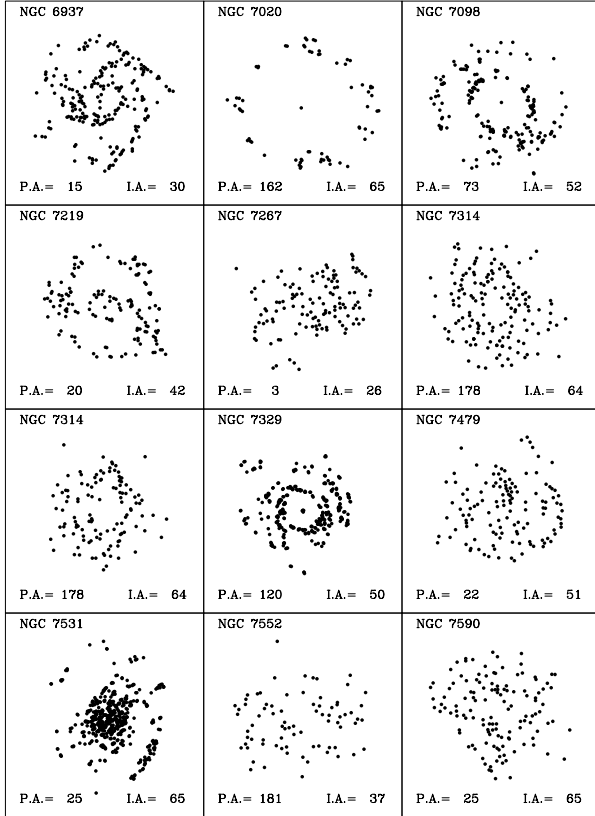 NGC 6937 NGC 7020 NGC 7098
P.A.= 15 I.A.= 30 P.A.= 162 I.A.= 65 P.A.= 73 I.A.= 52
NGC 7219 NGC 7267 NGC 7314
P.A.= 20 I.A.= 42 P.A.= 3 I.A.= 26 P.A.= 178 I.A.= 64
NGC 7314 NGC 7329 NGC 7479
P.A.= 178 I.A.= 64 P.A.= 120 I.A.= 50 P.A.= 22 I.A.= 51
NGC 7531 NGC 7552 NGC 7590
P.A.= 25 I.A.= 65 P.A.= 181 I.A.= 37 P.A.= 25 I.A.= 65